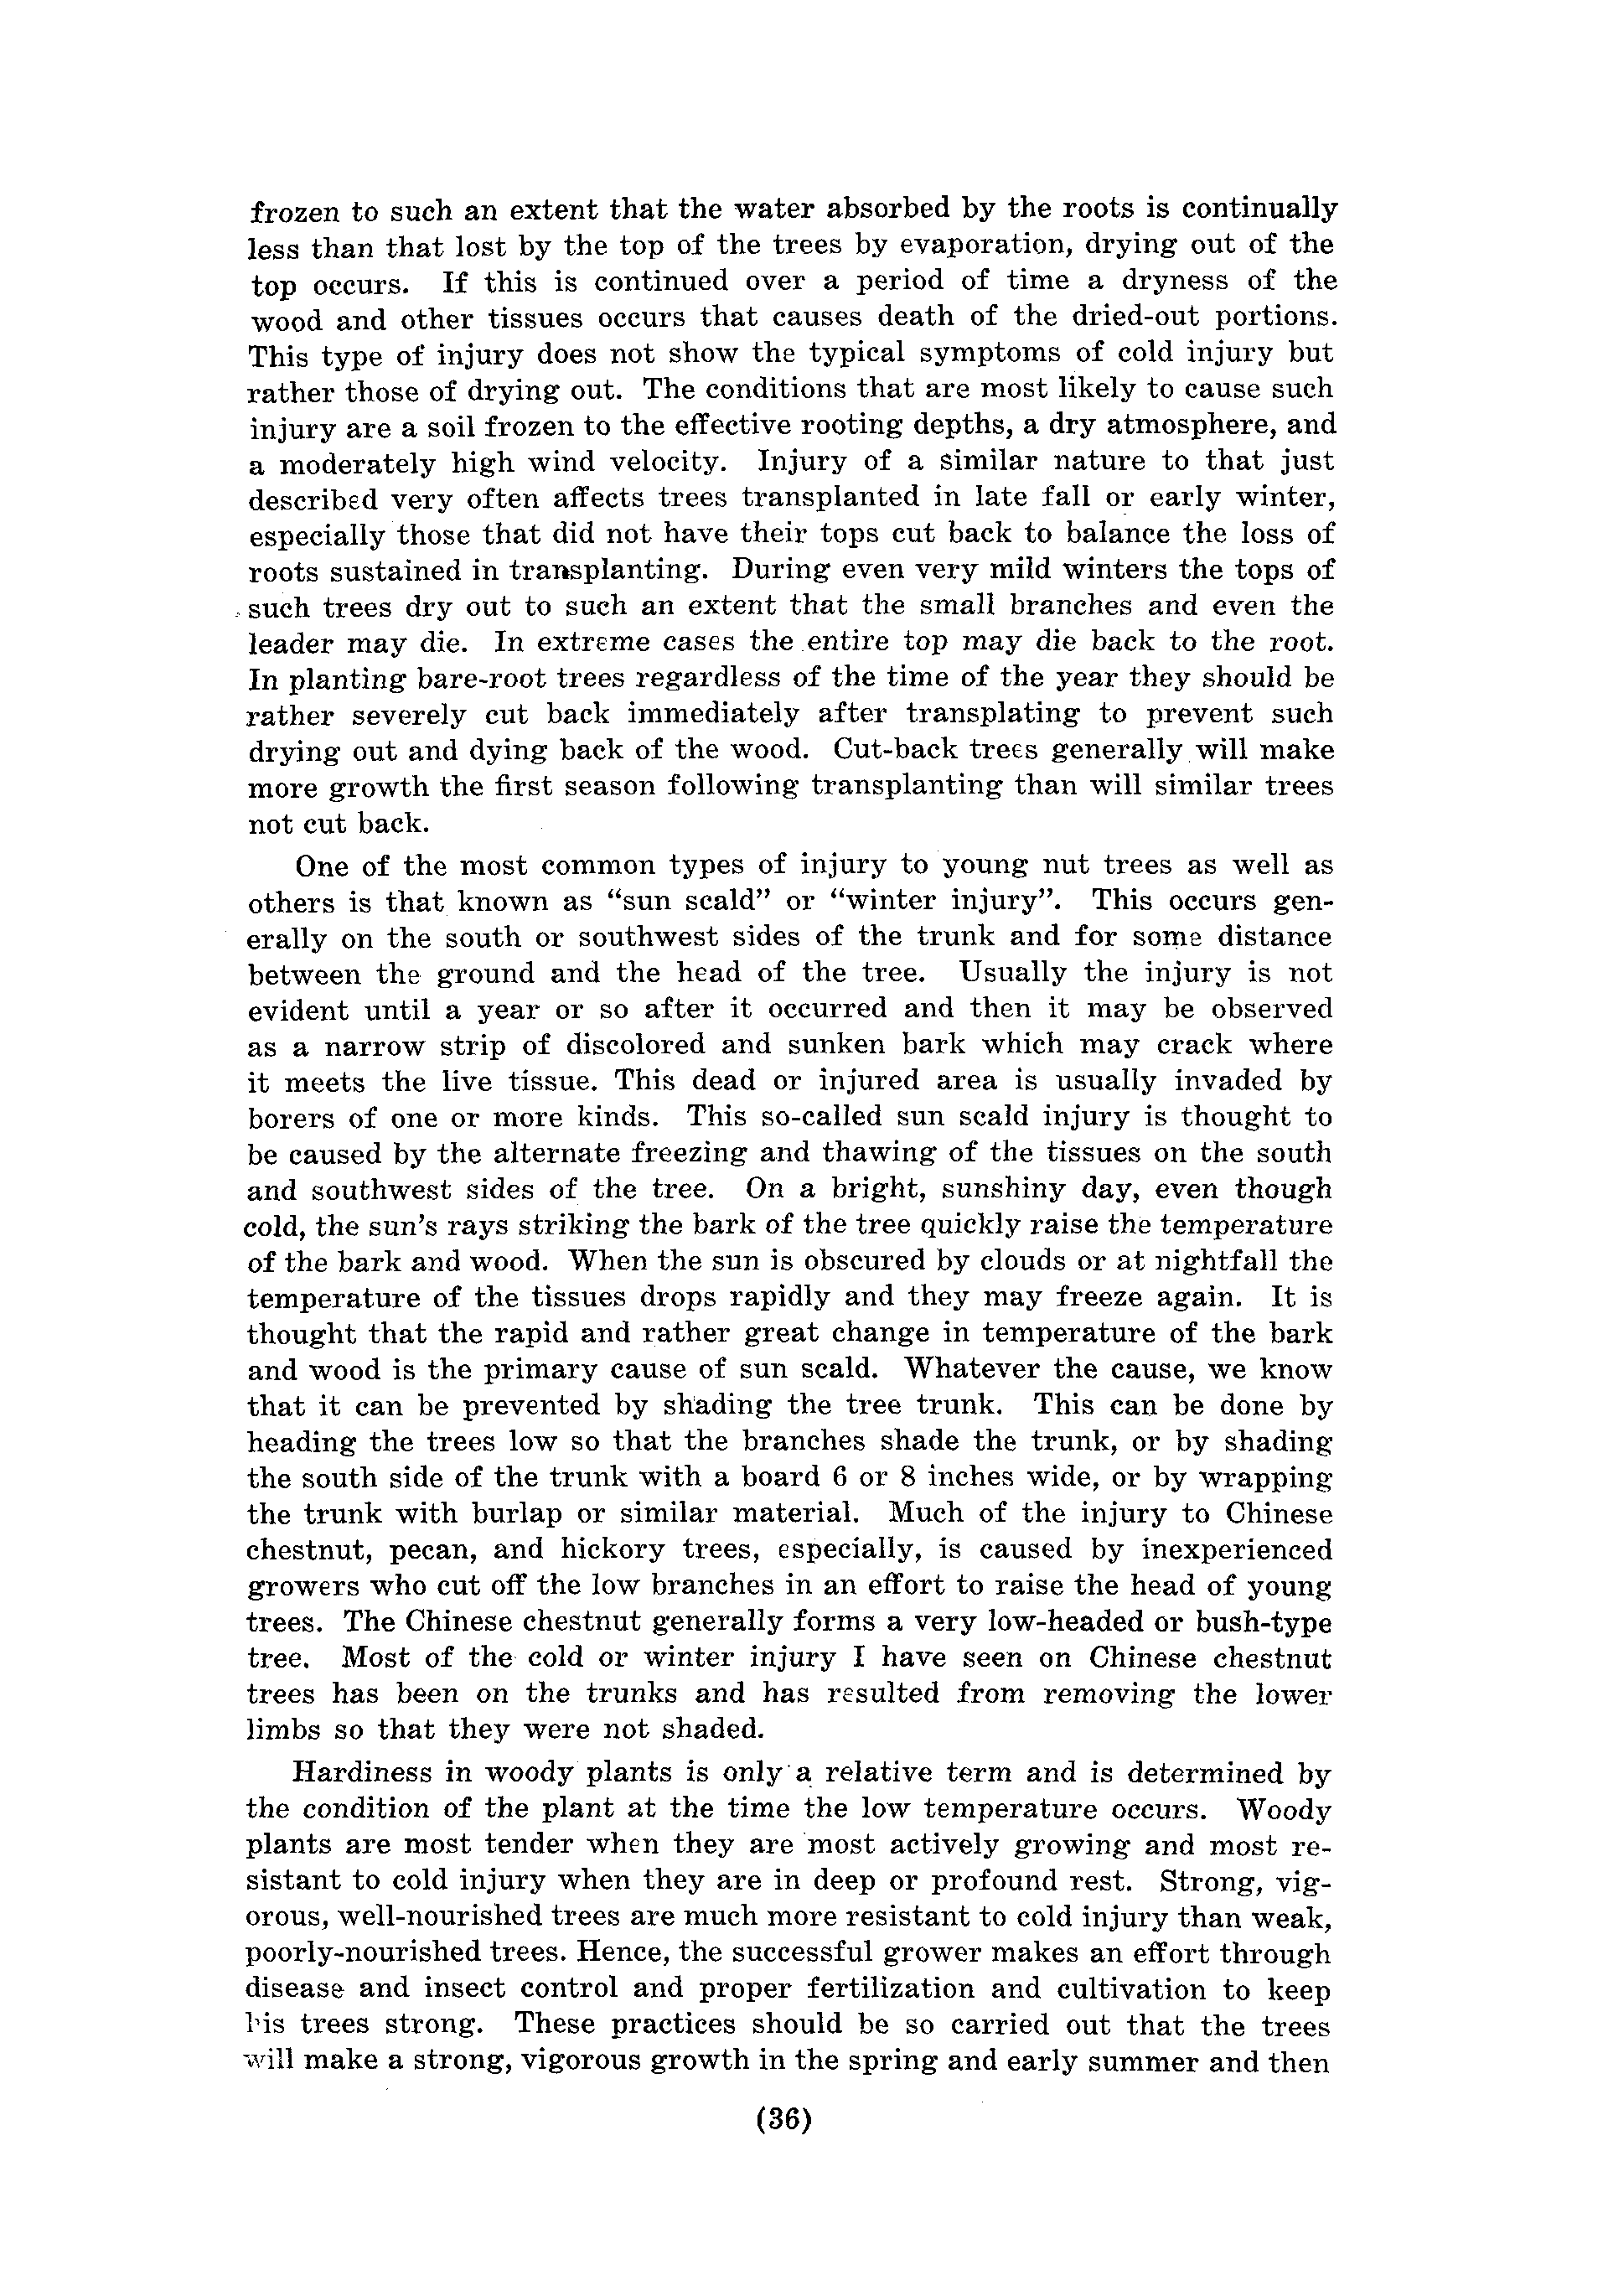 frozen to such an extent that the water absorbed by the roots is continually
less than that lost by the top of the trees by evaporation, drying out of the
top occurs. If this is continued over a period of time a dryness of the
wood and other tissues occurs that causes death of the dried-out portions.
This type of injury does not show the typical symptoms of cold injury but
rather those of drying out. The conditions that are most likely to cause such
injury are a soil frozen to the effective rooting depths, a dry atmosphere, and
a moderately high wind velocity. Injury of a similar nature to that just
described very often affects trees transplanted in late fall or early winter,
especially those that did not have their tops cut back to balance the loss of
roots sustained in transplanting. During even very mild winters the tops of
such trees dry out to such an extent that the small branches and even the
leader may die. In extreme cases the entire top may die back to the root.
In planting bare-root trees regardless of the time of the year they should be
rather severely cut back immediately after transplating to prevent such
drying out and dying back of the wood. Cut-back trees generally will make
more growth the first season following transplanting than will similar trees
not cut back.
One of the most common types of injury to young nut trees as well as
others is that known as “sun scald” or “winter injury”. This occurs gen-
erally on the south or southwest sides of the trunk and for some distance
between the ground and the head of the tree. Usually the injury is not
evident until a year or so after it occurred and then it may be observed
as a narrow strip of discolored and sunken bark which may crack where
it meets the live tissue. This dead or injured area is usually invaded by
borers of one or more kinds. This so-called sun scald injury is thought to
be caused by the alternate freezing and thawing of the tissues on the south
and southwest sides of the tree. On a bright, sunshiny day, even though
cold, the sun’s rays striking the bark of the tree quickly raise the temperature
of the bark and wood. When the sun is obscured by clouds or at nightfall the
temperature of the tissues drops rapidly and they may freeze again. It is
thought that the rapid and rather great change in temperature of the bark
and wood is the primary cause of sun scald. Whatever the cause, we know
that it can be prevented by shading the tree trunk. This can be done by
heading the trees low so that the branches shade the trunk, or by shading
the south side of the trunk with a board 6 or 8 inches wide, or by wrapping
the trunk with burlap or similar material. Much of the injury to Chinese
chestnut, pecan, and hickory trees, especially, is caused by inexperienced
growers who cut off the low branches in an effort to raise the head of young
trees. The Chinese chestnut generally forms a very low-headed or bush-type
tree. Most of the cold or winter injury I have seen on Chinese chestnut
trees has been on the trunks and has resulted from removing the lower
limbs so that they were not shaded.
Hardiness in woody plants is only a relative term and is determined by
the condition of the plant at the time the low temperature occurs. Woody
plants are most tender when they are most actively growing and most re-
sistant to cold injury when they are in deep or profound rest. Strong, vig-
orous, well-nourished trees are much more resistant to cold injury than weak,
poorly-nourished trees. Hence, the successful grower makes an effort through
disease and insect control and proper fertilization and cultivation to keep
his trees strong. These practices should be so carried out that the trees
will make a strong, vigorous growth in the spring and early summer and then
(36)